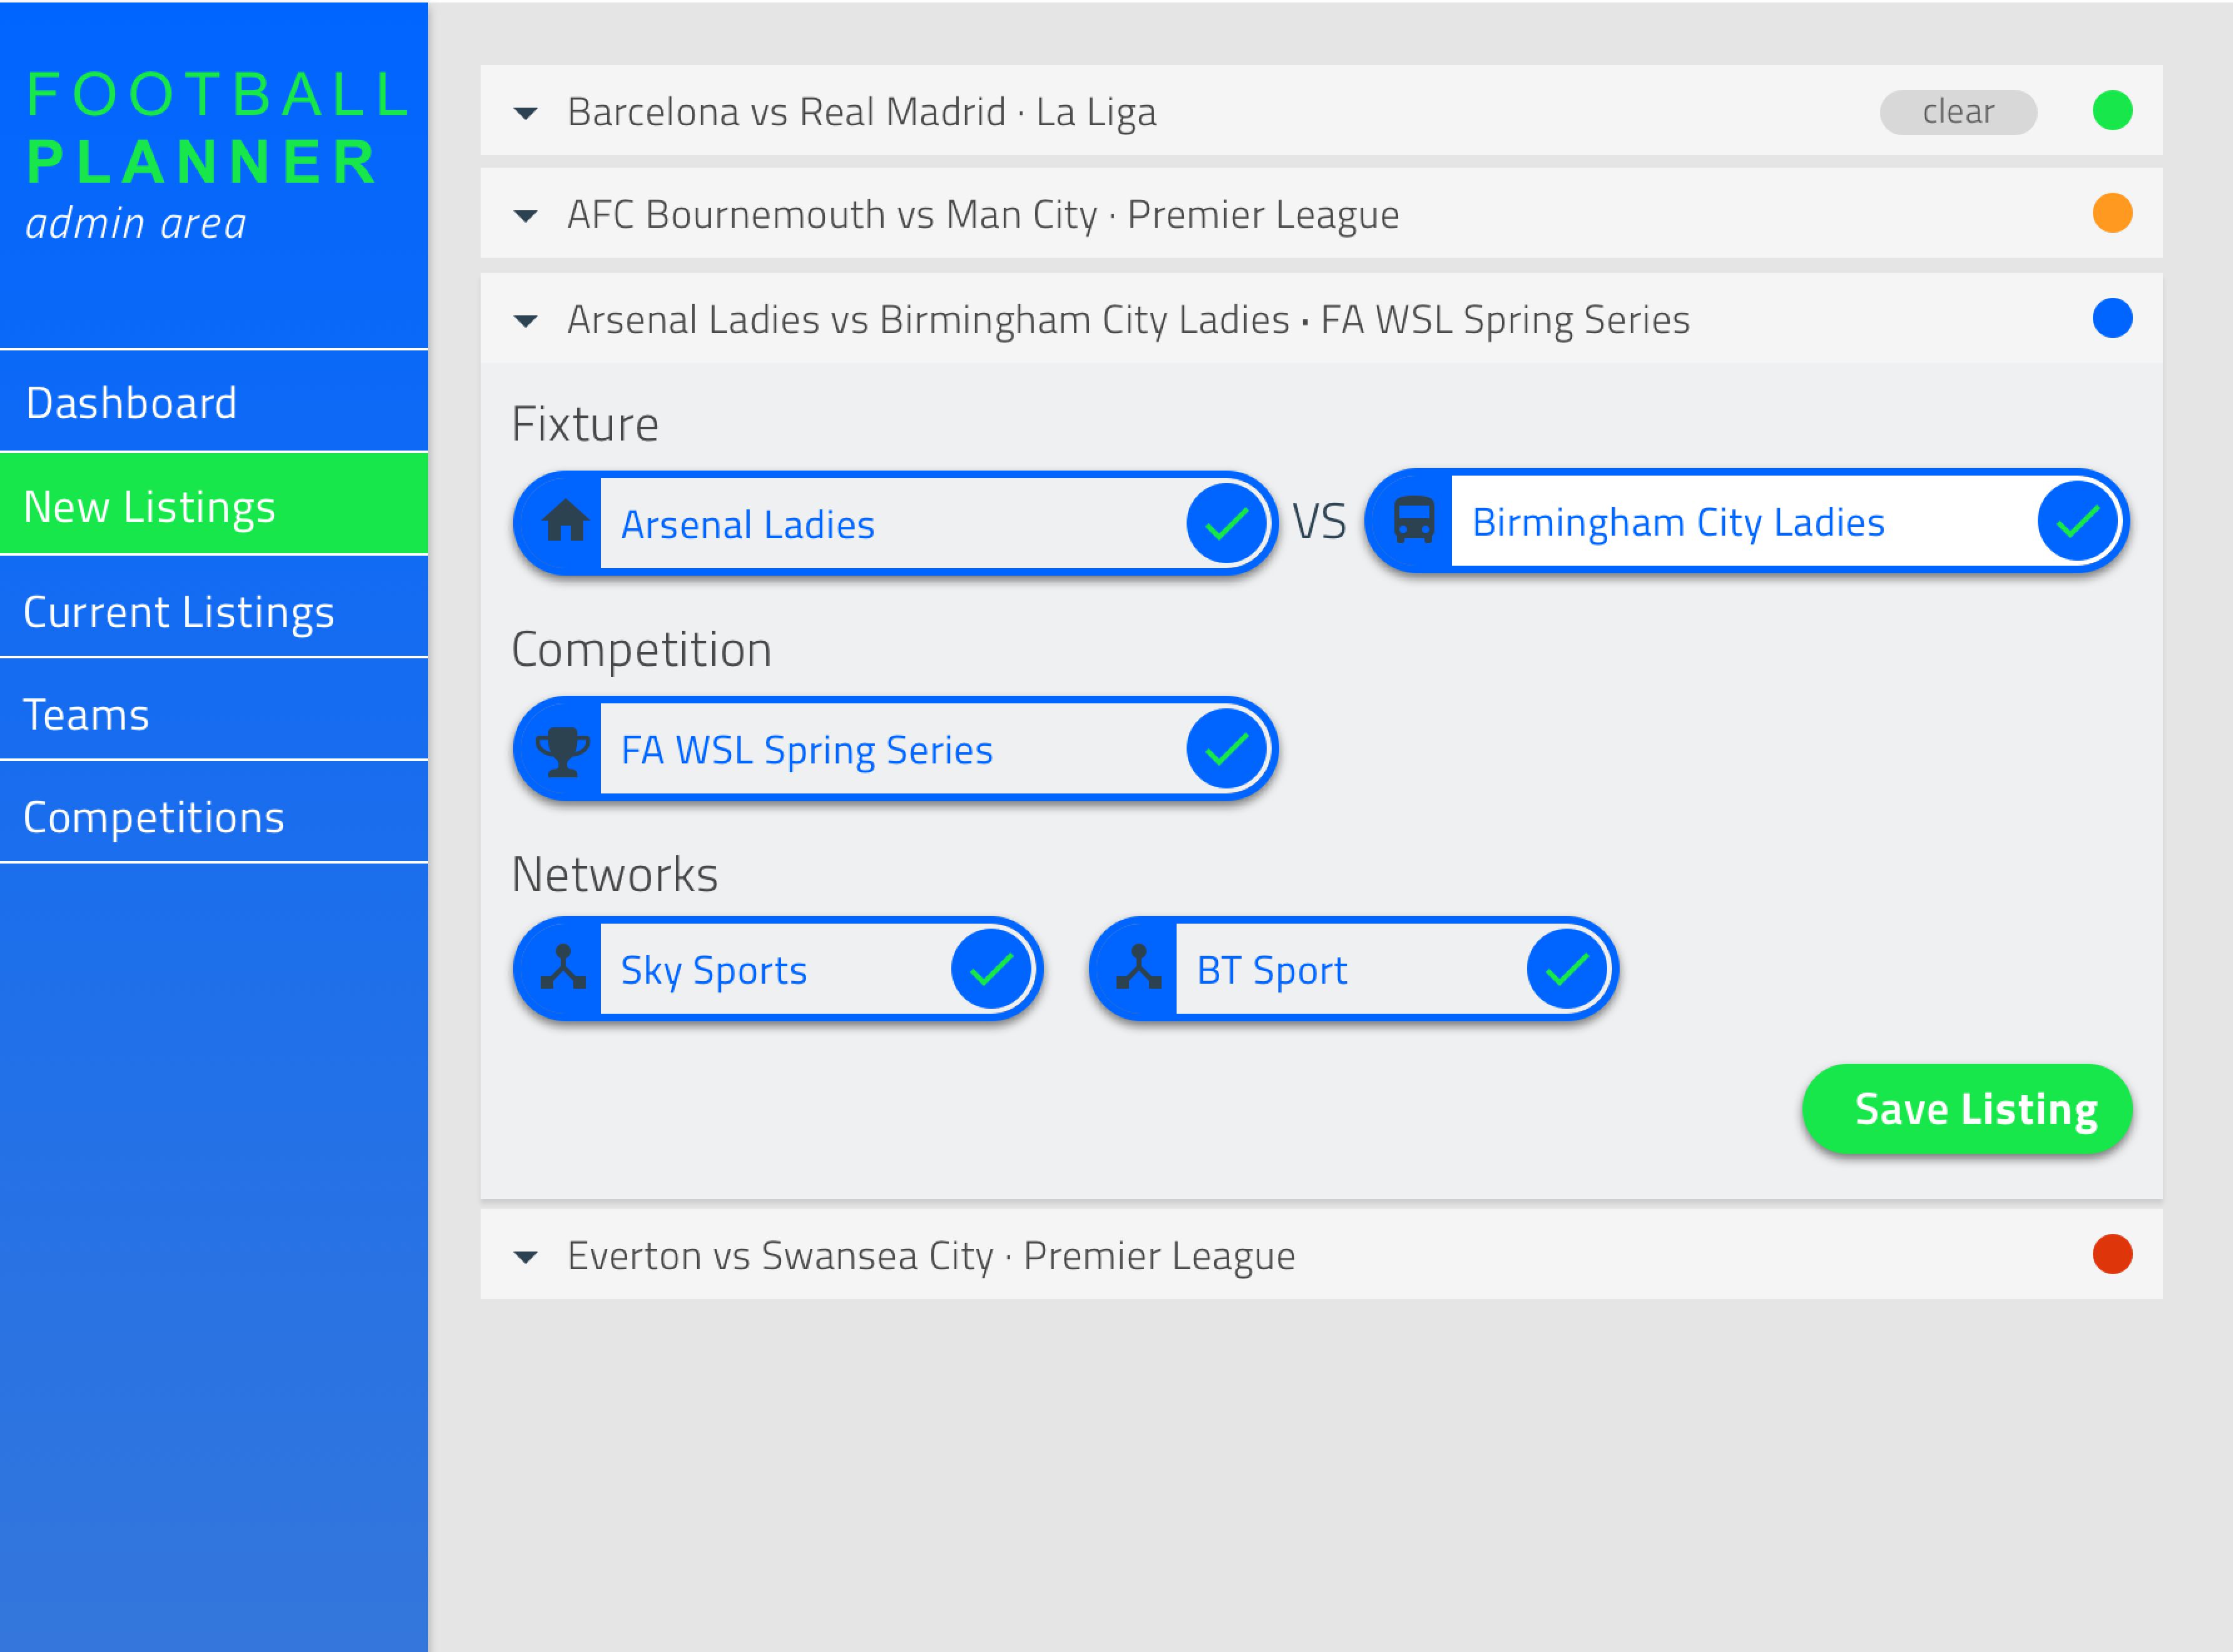 FOOTBALL
PLANNER
admin area
Dashboard
New Listings
Current Listings
Teams
Competitions
Barcelona vs Real Madrid · La Liga
clear
AFC Bournemouth vs Man City · Premier League
Arsenal Ladies vs Birmingham City Ladies · FA WSL Spring Series
Fixture
Arsenal Ladies
VS
Birmingham City Ladies
Competition
FA WSL Spring Series
Networks
Sky Sports
BT Sport
Save Listing
Everton vs Swansea City · Premier League